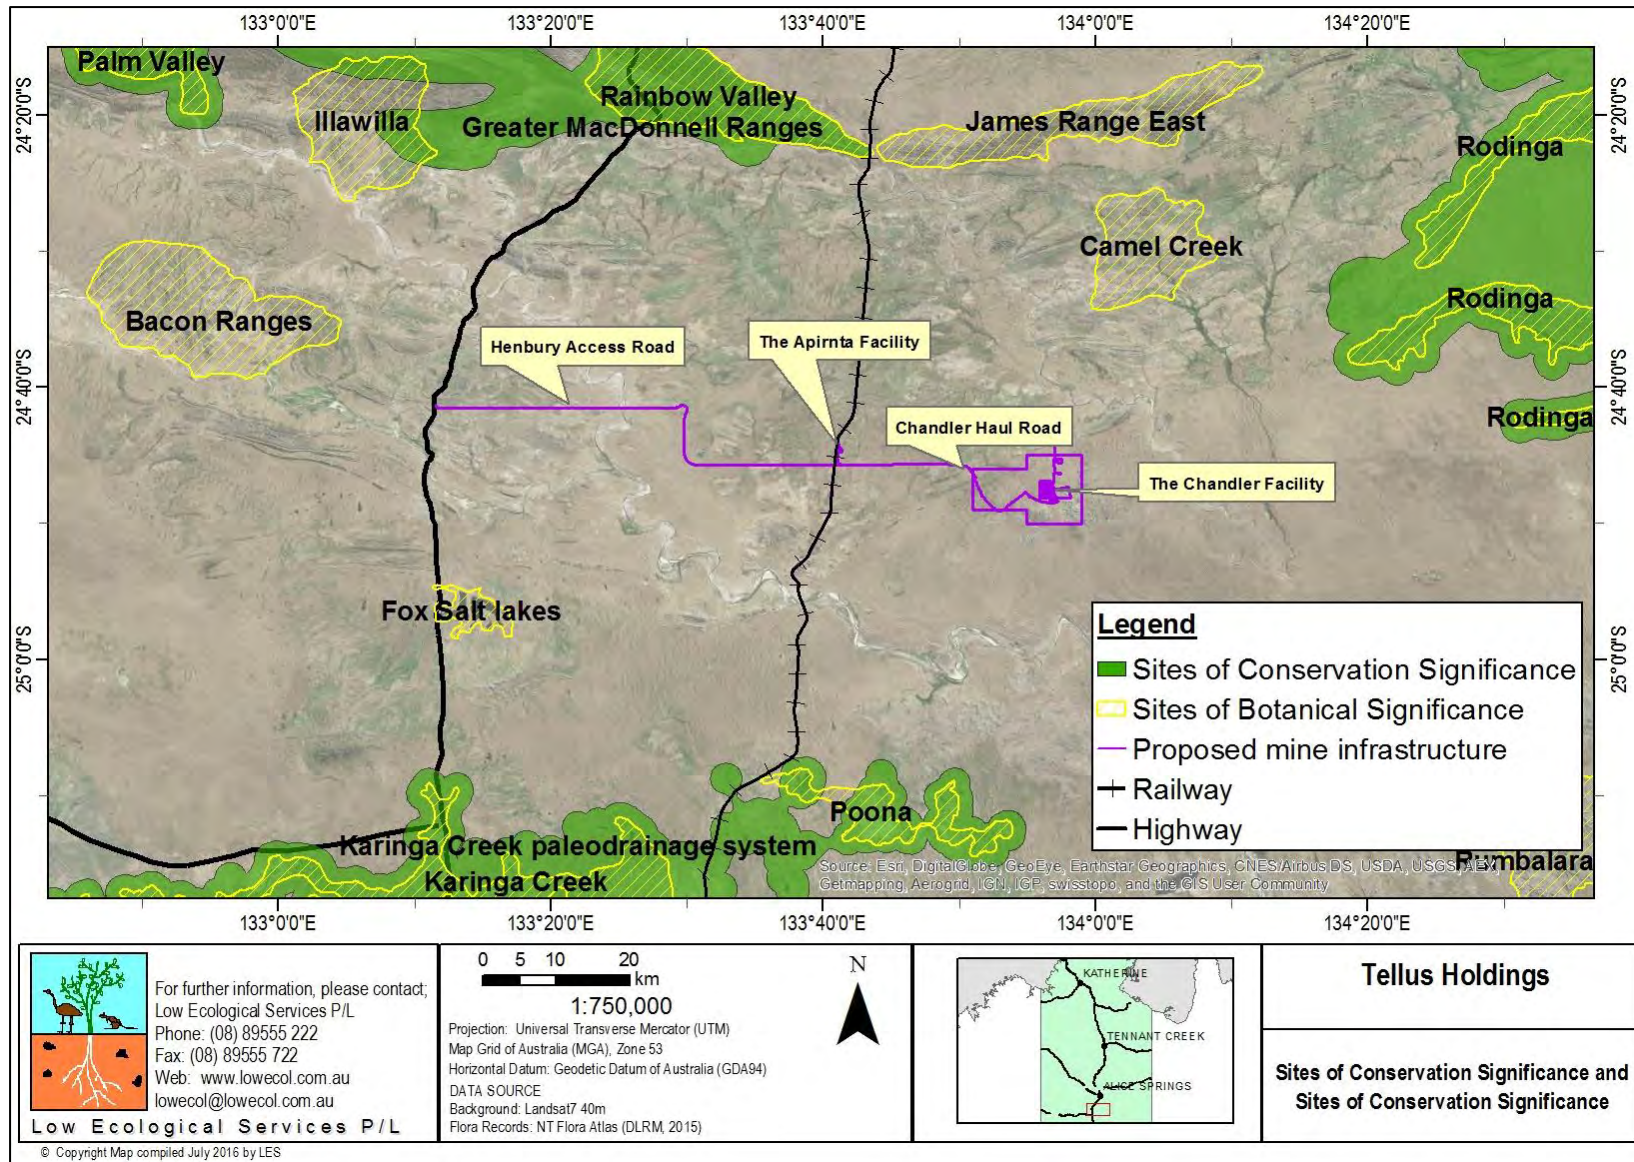 133°0'0"E
133°20'0"E
133°40'0"E
134°0'0"E
134°20'0"E
24°20'0"S
24°40'0"S
25°0'0"S
24°20'0"S
24°40'0"S
25°0'0"S
Palm Valley
Illawilla
Rainbow Valley
Greater MacDonnell Ranges
James Range East
Rodinga
Camel Creek
Rodinga
Bacon Ranges
Henbury Access Road
The Apirnta Facility
Chandler Haul Road
Rodinga
The Chandler Facility
Fox Salt lakes
Legend
Sites of Conservation Significance
Sites of Botanical Significance
Proposed mine infrastructure
Railway
Highway
Poona
Karinga Creek paleodrainage system
Karinga Creek
Rumbalara
Source: Esri, DigitalGlobe, GeoEye, Earthstar Geographics, CNES/Airbus DS, USDA, USGS, AEX,
Getmapping, Aerogrid, IGN, IGP, swisstopo, and the GIS User Community
133°0'0"E
133°20'0"E
133°40'0"E
134°0'0"E
134°20'0"E
For further information, please contact;
Low Ecological Services P/L
Phone: (08) 89555 222
Fax: (08) 89555 722
Web: www.lowecol.com.au
lowecol@lowecol.com.au
Low Ecological Services P/L
0 5 10 20
km
1:750,000
Projection: Universal Transverse Mercator (UTM)
Map Grid of Australia (MGA), Zone 53
Horizontal Datum: Geodetic Datum of Australia (GDA94)
DATA SOURCE
Background: Landsat7 40m
Flora Records: NT Flora Atlas (DLRM, 2015)
N
KATHERINE
TENNANT CREEK
ALICE SPRINGS
Tellus Holdings
Sites of Conservation Significance and
Sites of Conservation Significance
© Copyright Map compiled July 2016 by LES